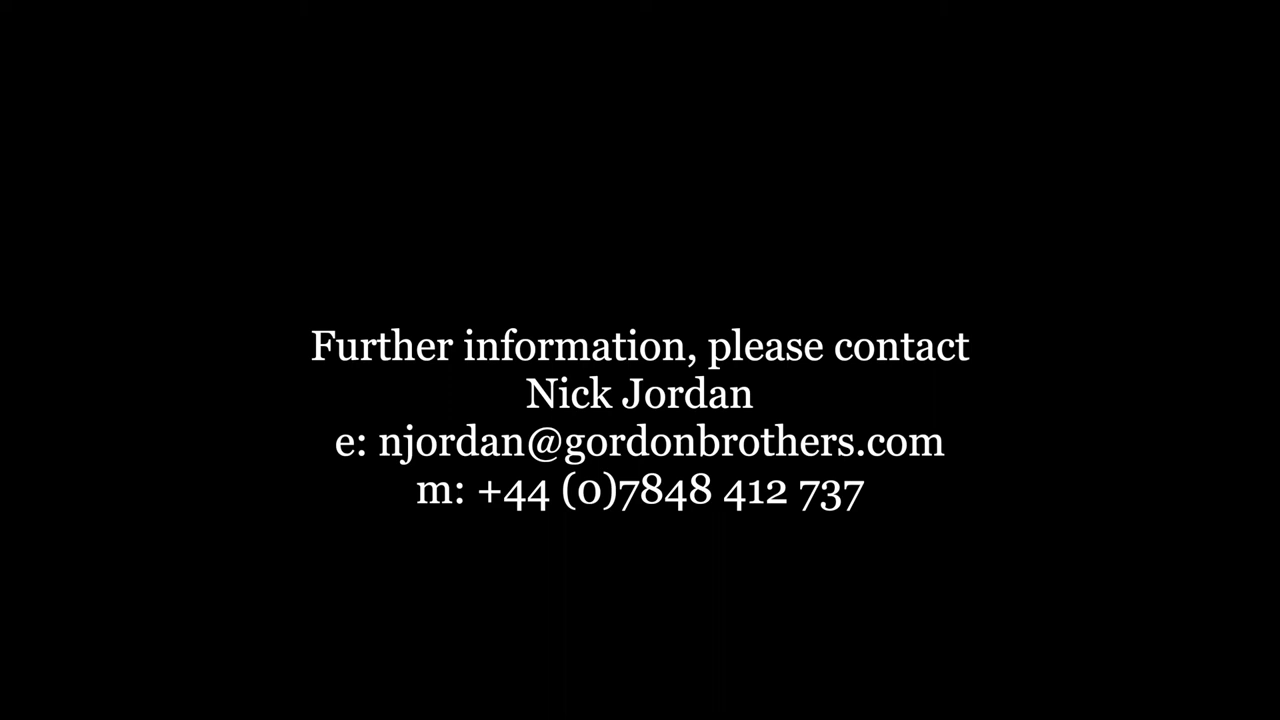 Further information, please contact
Nick Jordan
e: njordan@gordonbrothers.com
m: +44 (0)7848 412 737